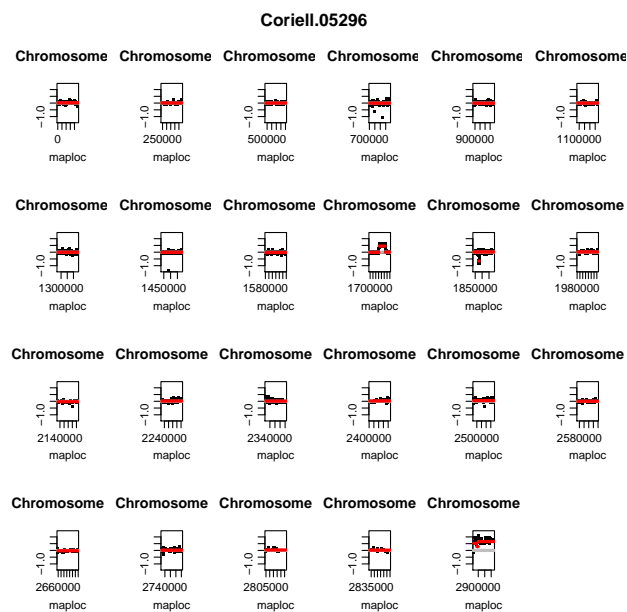 Coriell.05296
Chromosome Chromosome Chromosome Chromosome Chromosome Chromosome
-1.0 -1.0 -1.0 -1.0 -1.0 -1.0
0 250000 500000 700000 900000 1100000
maploc maploc maploc maploc maploc maploc
Chromosome Chromosome Chromosome Chromosome Chromosome Chromosome
-1.0 -1.0 -1.0 -1.0 -1.0 -1.0
1300000 1450000 1580000 1700000 1850000 1980000
maploc maploc maploc maploc maploc maploc
Chromosome Chromosome Chromosome Chromosome Chromosome Chromosome
-1.0 -1.0 -1.0 -1.0 -1.0 -1.0
2140000 2240000 2340000 2400000 2500000 2580000
maploc maploc maploc maploc maploc maploc
Chromosome Chromosome Chromosome Chromosome Chromosome
-1.0 -1.0 -1.0 -1.0 -1.0
2660000 2740000 2805000 2835000 2900000
maploc maploc maploc maploc maploc